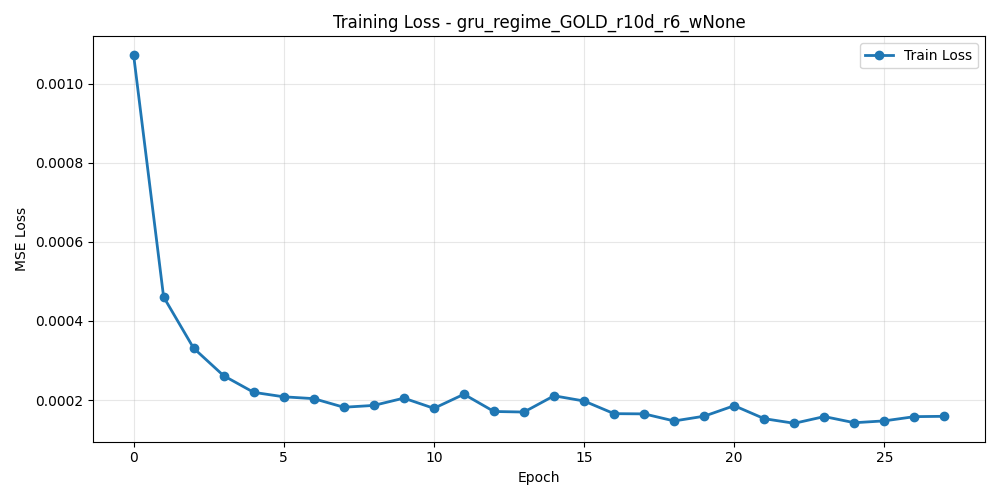 Training Loss - gru_regime_GOLD_r10d_r6_wNone
Train Loss
MSE Loss
0.0010
0.0008
0.0006
0.0004
0.0002
0 5 10 15 20 25
Epoch